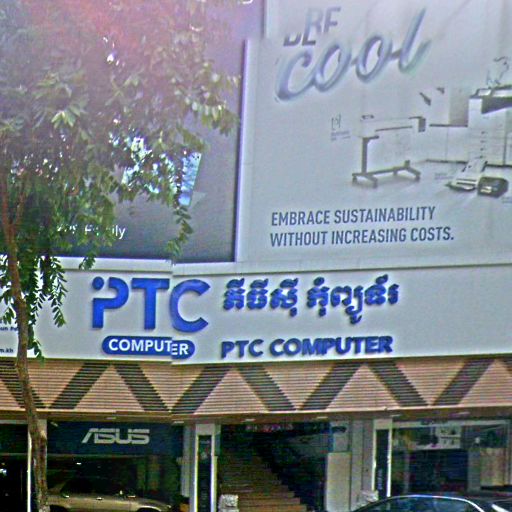 BE
cool
EMBRACE SUSTAINABILITY
WITHOUT INCREASING COSTS.
PTC
COMPUTER
ភីធីស៊ី កុំព្យូទ័រ
PTC COMPUTER
ASUS